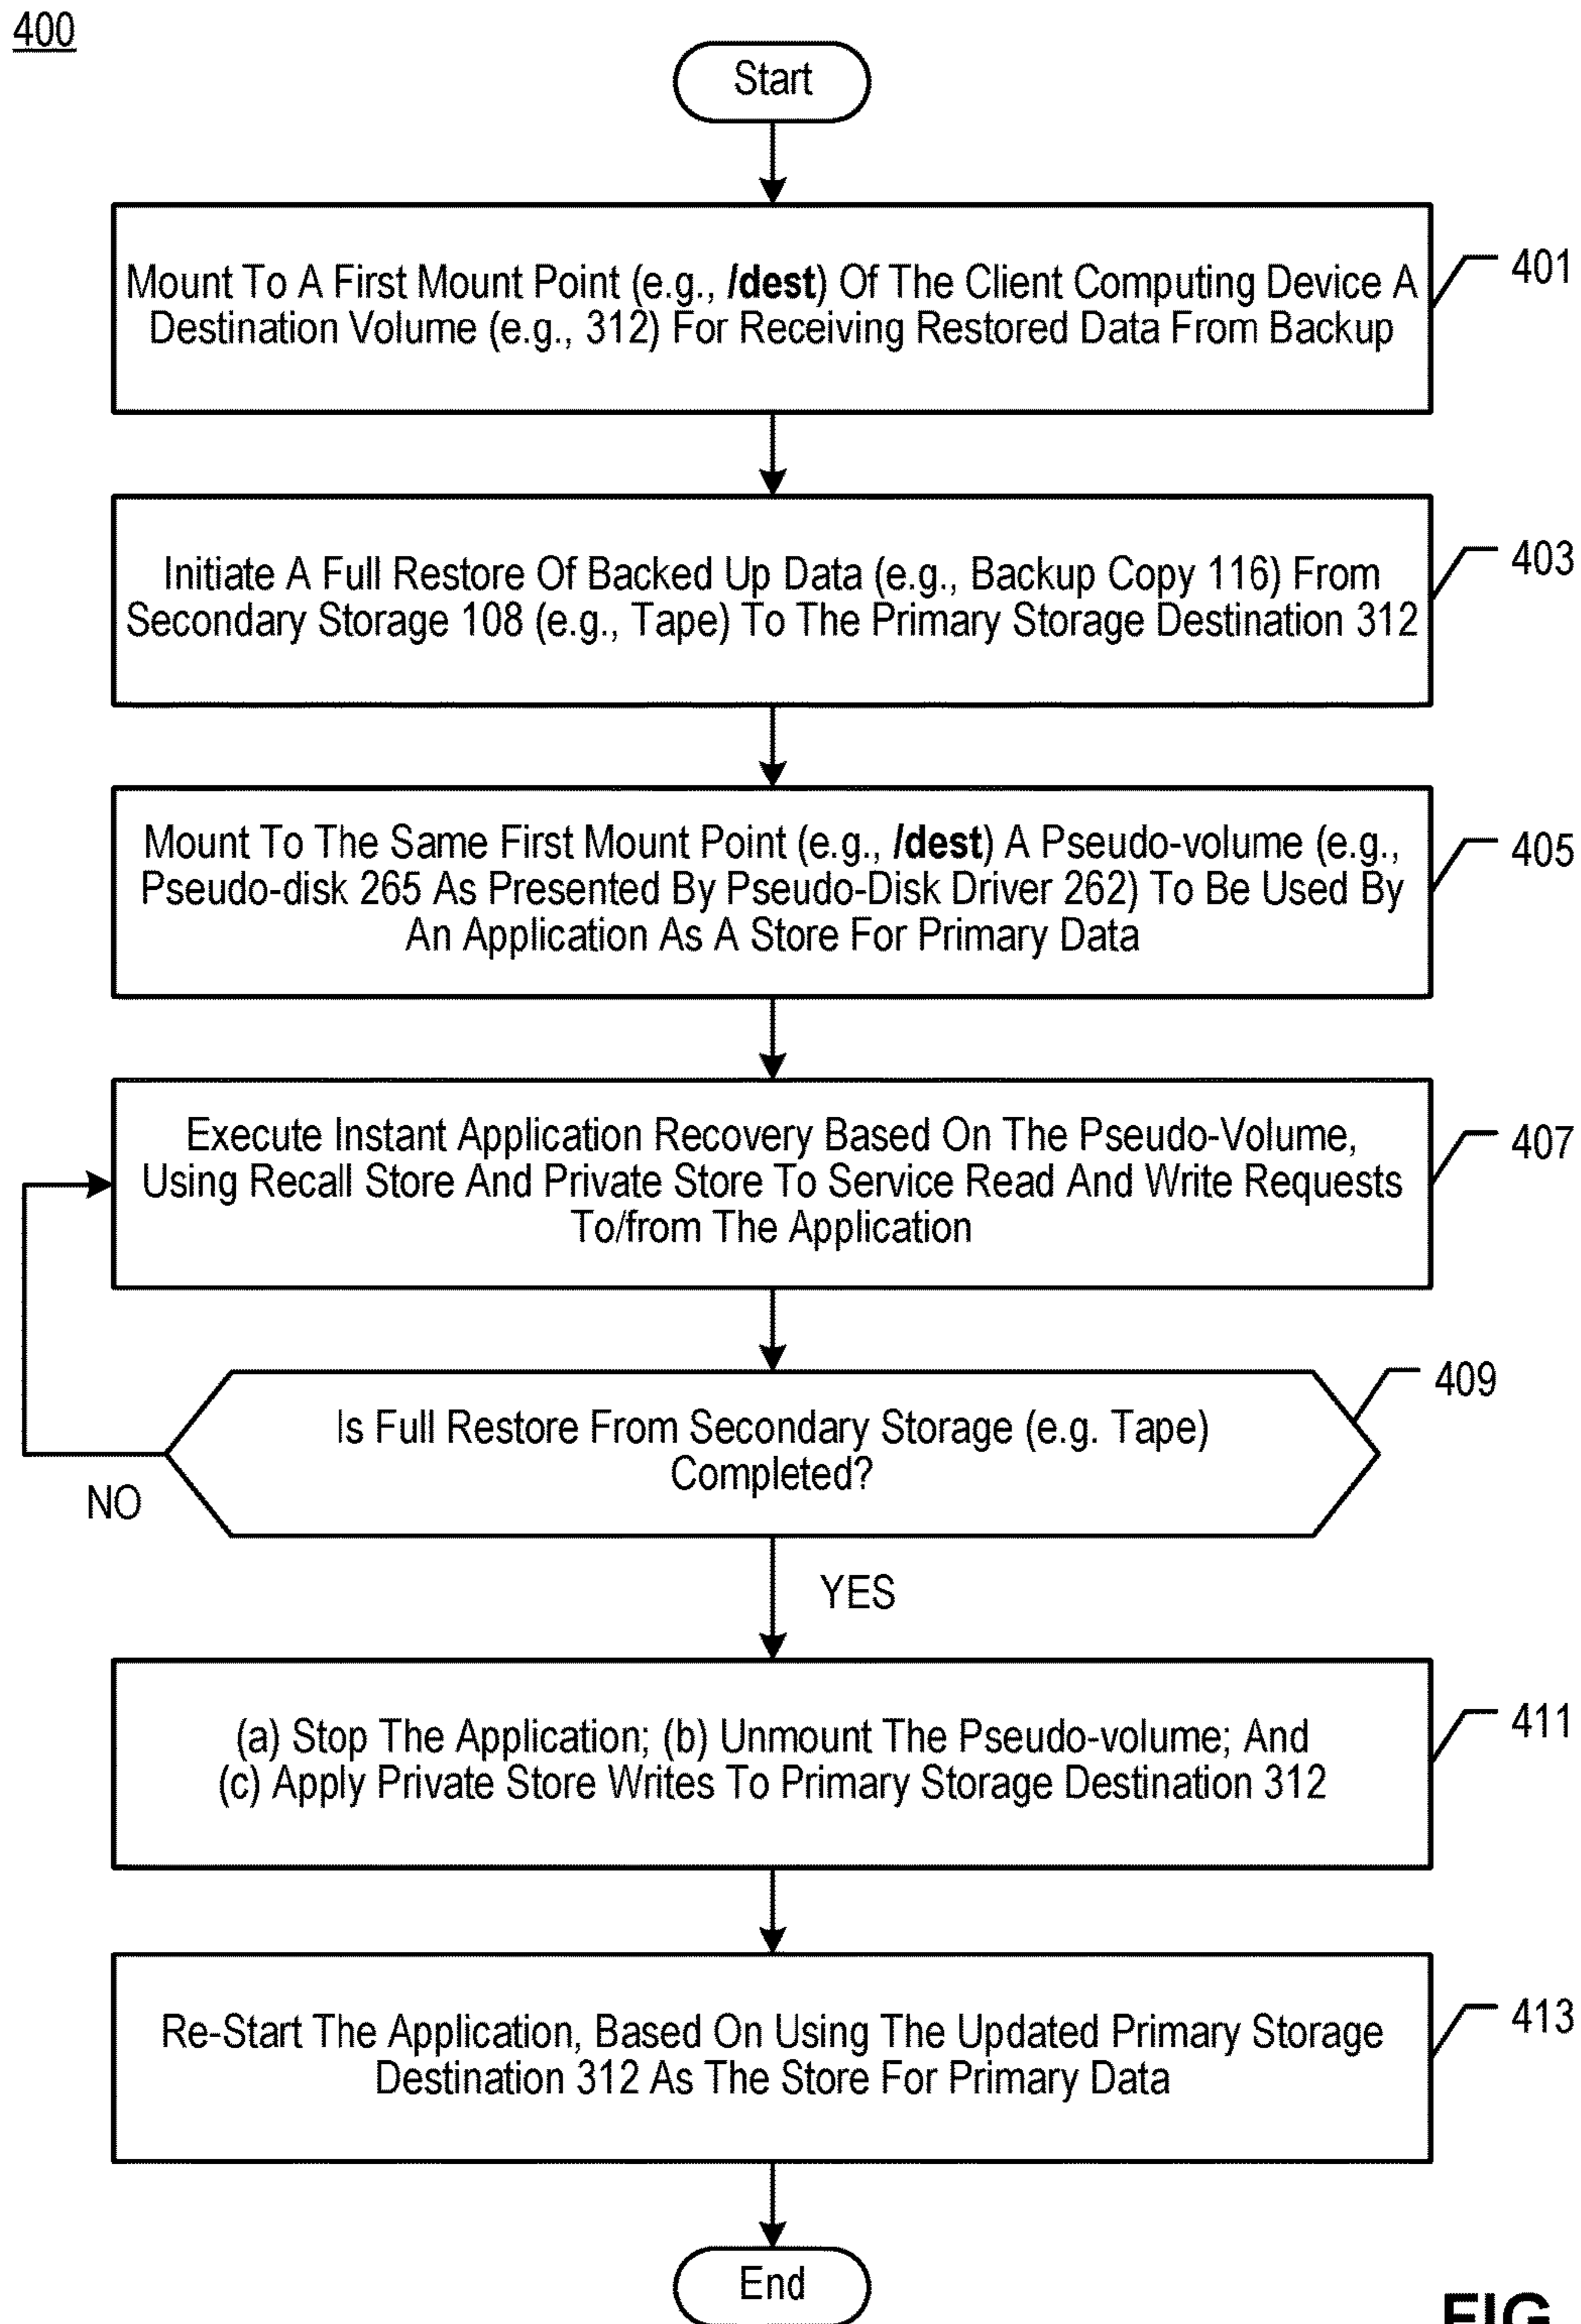 400
Start
Mount To A First Mount Point (e.g., /dest) Of The Client Computing Device A
Destination Volume (e.g., 312) For Receiving Restored Data From Backup
401
Initiate A Full Restore Of Backed Up Data (e.g., Backup Copy 116) From
Secondary Storage 108 (e.g., Tape) To The Primary Storage Destination 312
403
Mount To The Same First Mount Point (e.g., /dest) A Pseudo-volume (e.g.,
Pseudo-disk 265 As Presented By Pseudo-Disk Driver 262) To Be Used By
An Application As A Store For Primary Data
405
Execute Instant Application Recovery Based On The Pseudo-Volume,
Using Recall Store And Private Store To Service Read And Write Requests
To/from The Application
407
Is Full Restore From Secondary Storage (e.g. Tape)
Completed?
409
NO
YES
(a) Stop The Application; (b) Unmount The Pseudo-volume; And
(c) Apply Private Store Writes To Primary Storage Destination 312
411
Re-Start The Application, Based On Using The Updated Primary Storage
Destination 312 As The Store For Primary Data
413
End
FIG